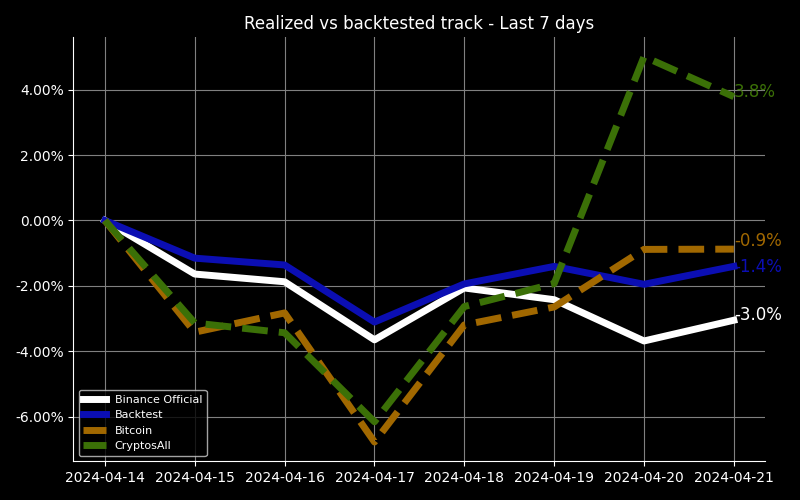 Realized vs backtested track - Last 7 days
4.00%
2.00%
0.00%
-2.00%
-4.00%
-6.00%
3.8%
-0.9%
-1.4%
-3.0%
Binance Official
Backtest
Bitcoin
CryptosAll
2024-04-14 2024-04-15 2024-04-16 2024-04-17 2024-04-18 2024-04-19 2024-04-20 2024-04-21